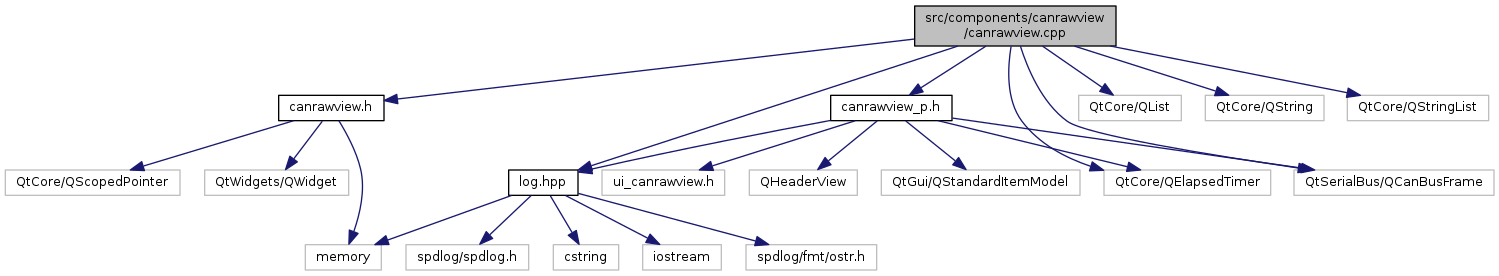 src/components/canrawview
/canrawview.cpp
canrawview.h
canrawview_p.h
QtCore/QList
QtCore/QString
QtCore/QStringList
QtCore/QScopedPointer
QtWidgets/QWidget
log.hpp
ui_canrawview.h
QHeaderView
QtGui/QStandardItemModel
QtCore/QElapsedTimer
QtSerialBus/QCanBusFrame
memory
spdlog/spdlog.h
cstring
iostream
spdlog/fmt/ostr.h